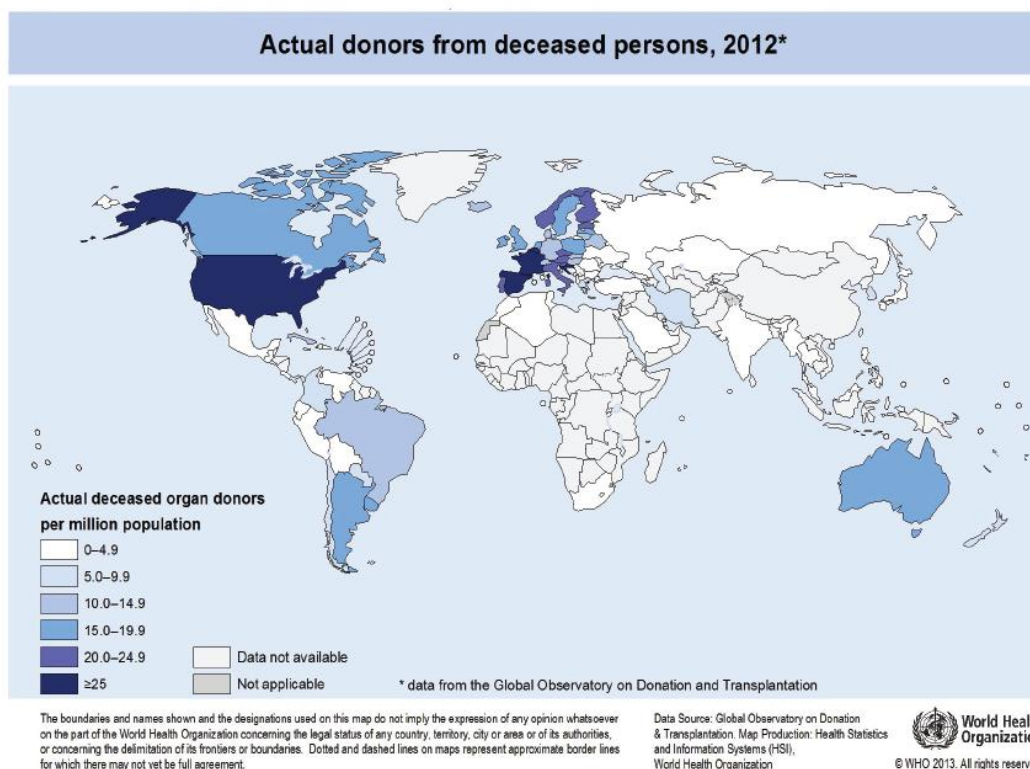 Actual donors from deceased persons, 2012*
Actual deceased organ donors
per million population
0–4.9
5.0–9.9
10.0–14.9
15.0–19.9
20.0–24.9
≥25
Data not available
Not applicable
* data from the Global Observatory on Donation and Transplantation
The boundaries and names shown and the designations used on this map do not imply the expression of any opinion whatsoever
on the part of the World Health Organization concerning the legal status of any country, territory, city or area or of its authorities,
or concerning the delimitation of its frontiers or boundaries. Dotted and dashed lines on maps represent approximate border lines
for which there may not yet be full agreement.
Data Source: Global Observatory on Donation
& Transplantation. Map Production: Health Statistics
and Information Systems (HSI),
World Health Organization
World Heal
Organizatio
© WHO 2013. All rights reserve